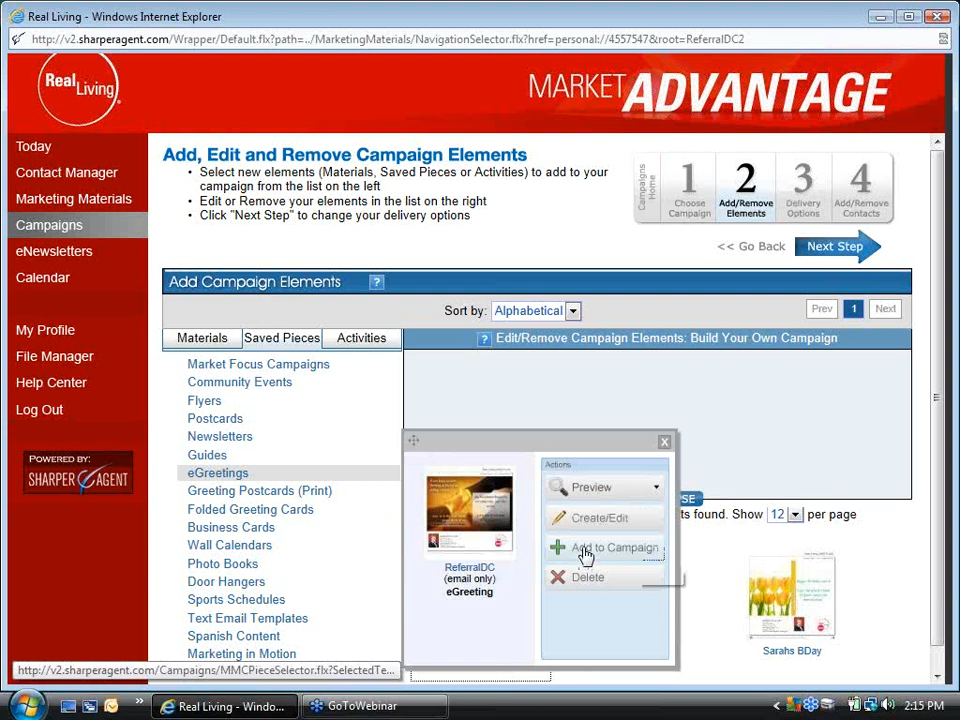 Real Living - Windows Internet Explorer
http://v2.sharperagent.com/Wrapper/Default.flx?path=../MarketingMaterials/NavigationSelector.flx?href=personal://4557547&root=ReferralDC2
Real
Living
MARKET ADVANTAGE
Today
Contact Manager
Marketing Materials
Campaigns
eNewsletters
Calendar
My Profile
File Manager
Help Center
Log Out
POWERED BY:
SHARPER AGENT
Add, Edit and Remove Campaign Elements
• Select new elements (Materials, Saved Pieces or Activities) to add to your
campaign from the list on the left
• Edit or Remove your elements in the list on the right
• Click "Next Step" to change your delivery options
Campaigns
Home
1
Choose
Campaign
2
Add/Remove
Elements
3
Delivery
Options
4
Add/Remove
Contacts
<< Go Back
Next Step
Add Campaign Elements ?
Sort by: Alphabetical
Prev 1 Next
Materials Saved Pieces Activities
? Edit/Remove Campaign Elements: Build Your Own Campaign
Market Focus Campaigns
Community Events
Flyers
Postcards
Newsletters
Guides
eGreetings
Greeting Postcards (Print)
Folded Greeting Cards
Business Cards
Wall Calendars
Photo Books
Door Hangers
Sports Schedules
Text Email Templates
Spanish Content
Marketing in Motion
X
Actions
Preview
Create/Edit
Add to Campaign
Delete
ReferralDC
(email only)
eGreeting
SE
ts found. Show 12 per page
Sarahs BDay
http://v2.sharperagent.com/Campaigns/MMCPieceSelector.flx?SelectedTe...
» Real Living - Windo...
GoToWebinar
2:15 PM